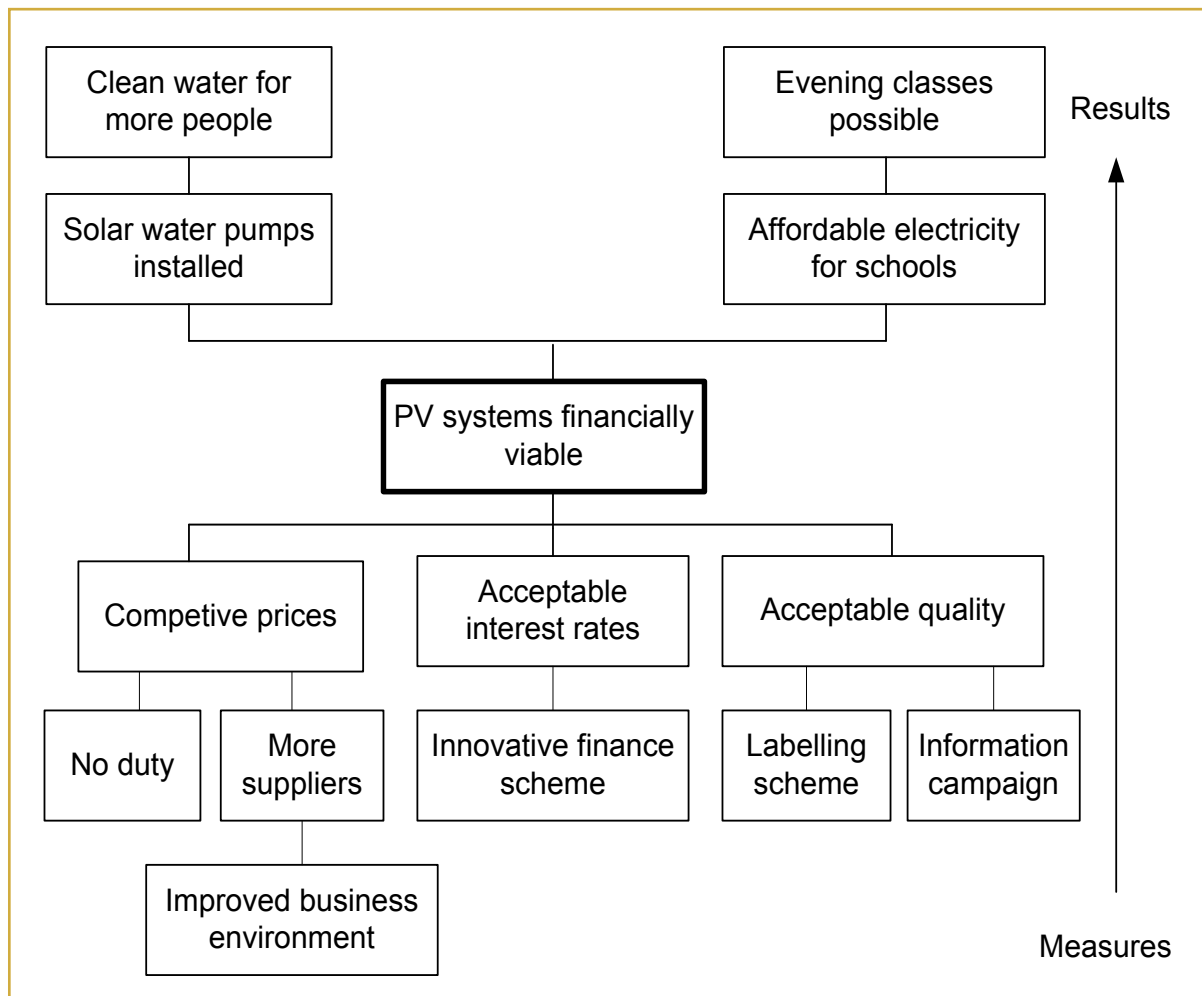 Clean water for
more people
Evening classes
possible
Results
Solar water pumps
installed
Affordable electricity
for schools
PV systems financially
viable
Competive prices
Acceptable
interest rates
Acceptable quality
No duty
More
suppliers
Innovative finance
scheme
Labelling
scheme
Information
campaign
Improved business
environment
Measures